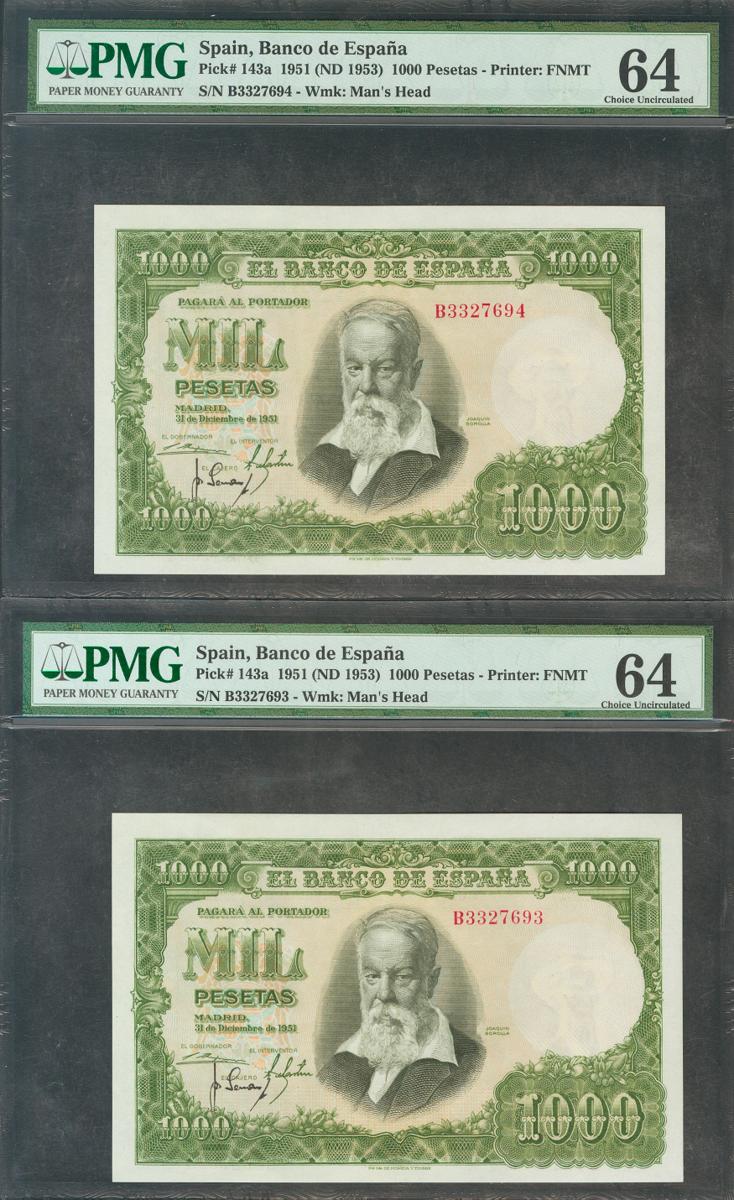 PMG
PAPER MONEY GUARANTY
Spain, Banco de España
Pick# 143a 1951 (ND 1953) 1000 Pesetas - Printer: FNMT
S/N B3327694 - Wmk: Man's Head
64
Choice Uncirculated
1000 EL BANCO DE ESPAÑA 1000
PAGARÁ AL PORTADOR
B3327694
MIL
PESETAS
MADRID,
31 de Diciembre de 1951
JOAQUIN
SOROLLA
EL GOBERNADOR EL INTERVENTOR
EL CAJERO
1000 1000
PMG
PAPER MONEY GUARANTY
Spain, Banco de España
Pick# 143a 1951 (ND 1953) 1000 Pesetas - Printer: FNMT
S/N B3327693 - Wmk: Man's Head
64
Choice Uncirculated
1000 EL BANCO DE ESPAÑA 1000
PAGARÁ AL PORTADOR
B3327693
MIL
PESETAS
MADRID,
31 de Diciembre de 1951
JOAQUIN
SOROLLA
EL GOBERNADOR EL INTERVENTOR
EL CAJERO
1000 1000